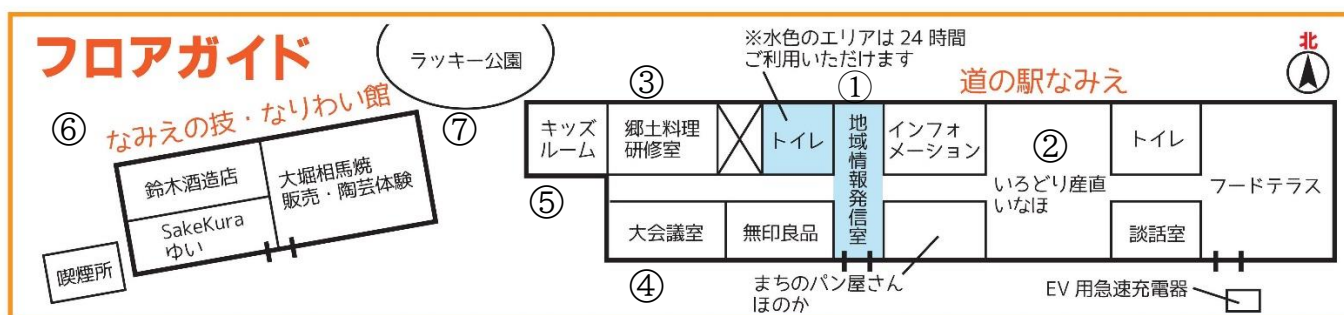 フロアガイド
ラッキー公園
※水色のエリアは 24 時間
ご利用いただけます
北
道の駅なみえ
①
②
③
④
⑤
⑥
⑦
なみえの技・なりわい館
鈴木酒造店
大堀相馬焼
販売・陶芸体験
SakeKura
ゆい
喫煙所
キッズ
ルーム
郷土料理
研修室
トイレ
地域情報発信室
インフォ
メーション
いろどり産直
いなほ
トイレ
フードテラス
大会議室
無印良品
談話室
まちのパン屋さん
ほのか
EV 用急速充電器